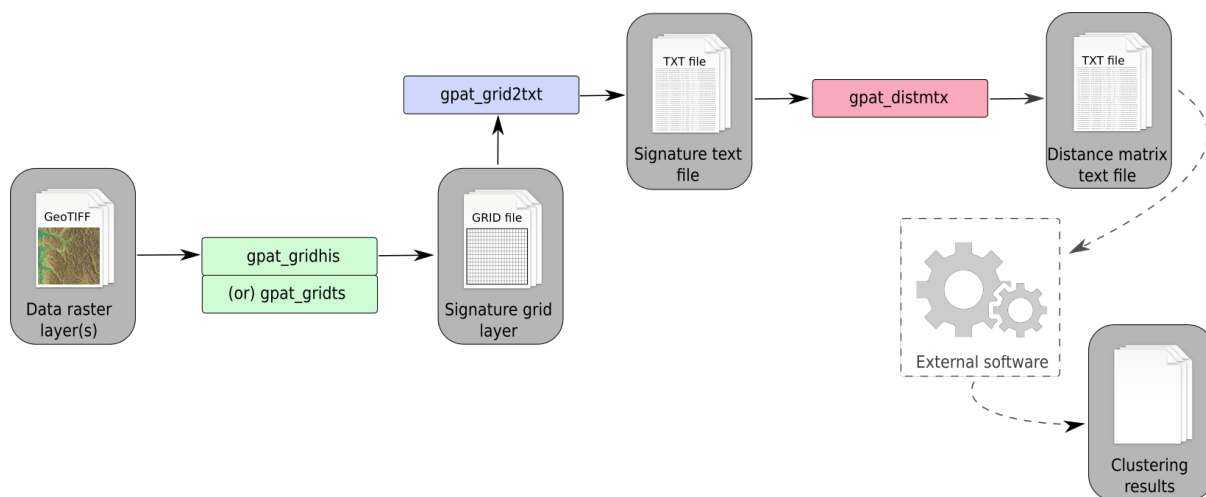 GeoTIFF
Data raster
layer(s)
gpat_gridhis
(or) gpat_gridts
GRID file
Signature grid
layer
gpat_grid2txt
TXT file
Signature text
file
gpat_distmtx
TXT file
Distance matrix
text file
External software
Clustering
results